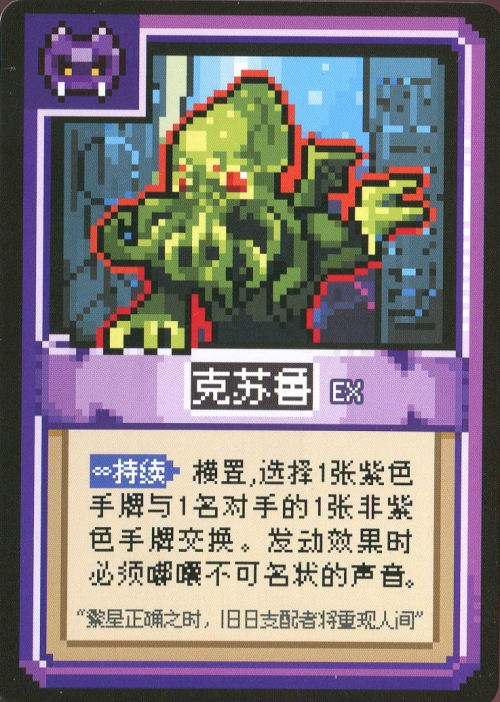 克苏鲁 EX
∞持续 横置,选择1张紫色
手牌与1名对手的1张非紫
色手牌交换。发动效果时
必须嘟囔不可名状的声音。
“繁星正确之时，旧日支配者将重现人间”